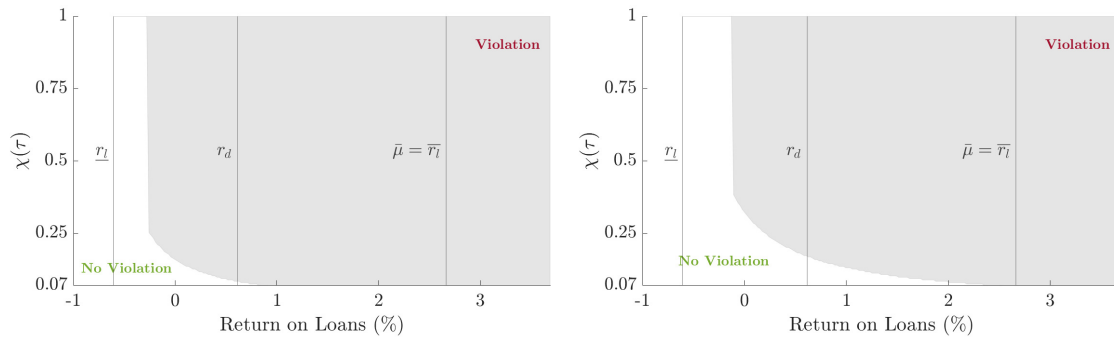 1
Violation
0.75
χ(τ)
0.5
r_l
r_d
μ̄ = r̄_l
0.25
No Violation
0.07
-1
0
1
2
3
Return on Loans (%)
1
Violation
0.75
χ(τ)
0.5
r_l
r_d
μ̄ = r̄_l
0.25
No Violation
0.07
-1
0
1
2
3
Return on Loans (%)